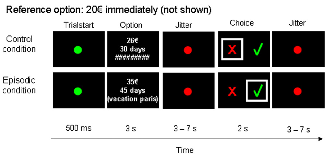 Reference option: 20€ immediately (not shown)
Trialstart Option Jitter Choice Jitter
Control condition
26€
30 days
#########
X ✓
Episodic condition
35€
45 days
(vacation paris)
X ✓
500 ms 3 s 3 – 7 s 2 s 3 – 7 s
Time